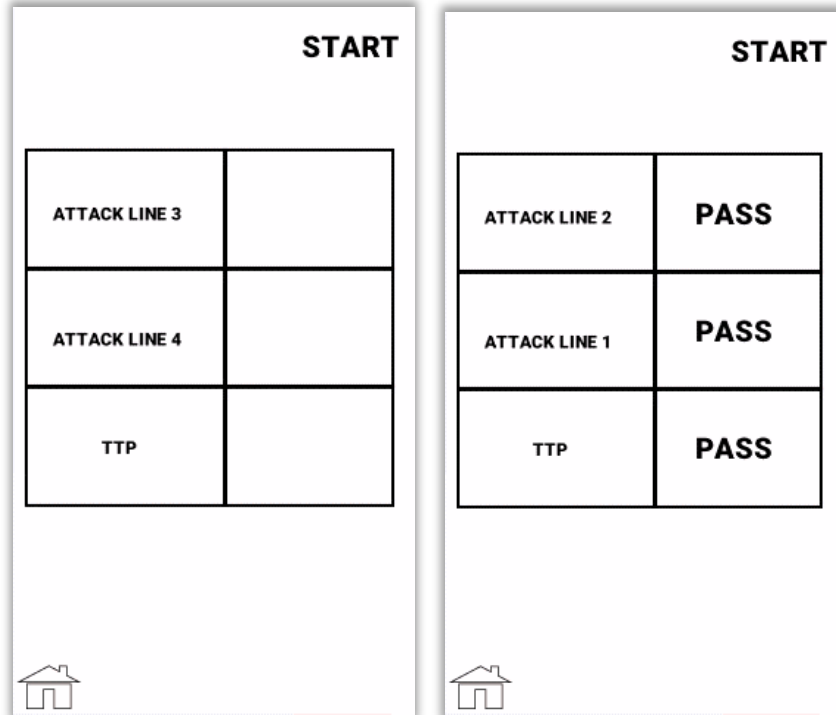 START
ATTACK LINE 3
ATTACK LINE 4
TTP
START
ATTACK LINE 2 PASS
ATTACK LINE 1 PASS
TTP PASS